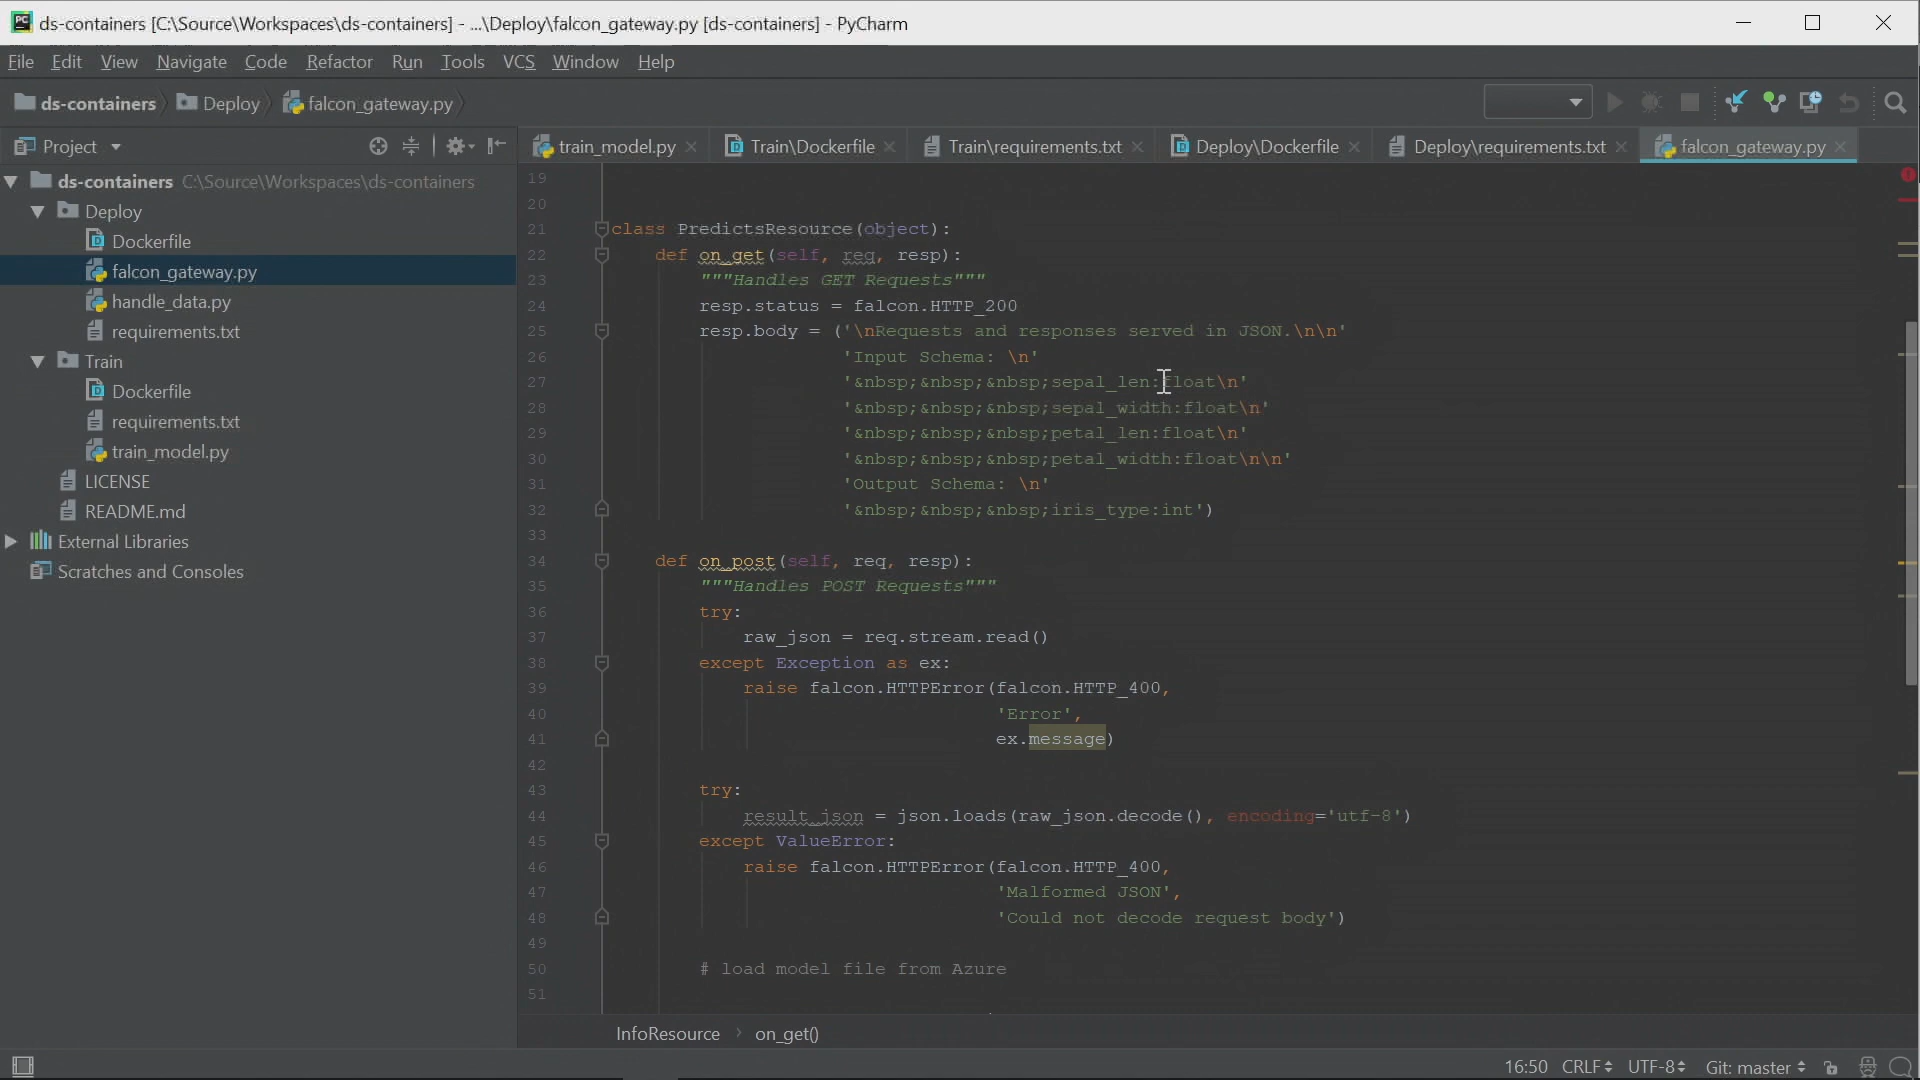 ds-containers [C:\Source\Workspaces\ds-containers] - ...\Deploy\falcon_gateway.py [ds-containers] - PyCharm
File Edit View Navigate Code Refactor Run Tools VCS Window Help
ds-containers Deploy falcon_gateway.py
Project
train_model.py Train\Dockerfile Train\requirements.txt Deploy\Dockerfile Deploy\requirements.txt falcon_gateway.py
ds-containers C:\Source\Workspaces\ds-containers
Deploy
Dockerfile
falcon_gateway.py
handle_data.py
requirements.txt
Train
Dockerfile
requirements.txt
train_model.py
LICENSE
README.md
External Libraries
Scratches and Consoles
19
20
21 class PredictsResource(object):
22 def on_get(self, req, resp):
23 """Handles GET Requests"""
24 resp.status = falcon.HTTP_200
25 resp.body = ('\nRequests and responses served in JSON.\n\n'
26 'Input Schema: \n'
27 '&nbsp;&nbsp;&nbsp;sepal_len:float\n'
28 '&nbsp;&nbsp;&nbsp;sepal_width:float\n'
29 '&nbsp;&nbsp;&nbsp;petal_len:float\n'
30 '&nbsp;&nbsp;&nbsp;petal_width:float\n\n'
31 'Output Schema: \n'
32 '&nbsp;&nbsp;&nbsp;iris_type:int')
33
34 def on_post(self, req, resp):
35 """Handles POST Requests"""
36 try:
37 raw_json = req.stream.read()
38 except Exception as ex:
39 raise falcon.HTTPError(falcon.HTTP_400,
40 'Error',
41 ex.message)
42
43 try:
44 result_json = json.loads(raw_json.decode(), encoding='utf-8')
45 except ValueError:
46 raise falcon.HTTPError(falcon.HTTP_400,
47 'Malformed JSON',
48 'Could not decode request body')
49
50 # load model file from Azure
51
InfoResource on_get()
16:50 CRLF UTF-8 Git: master